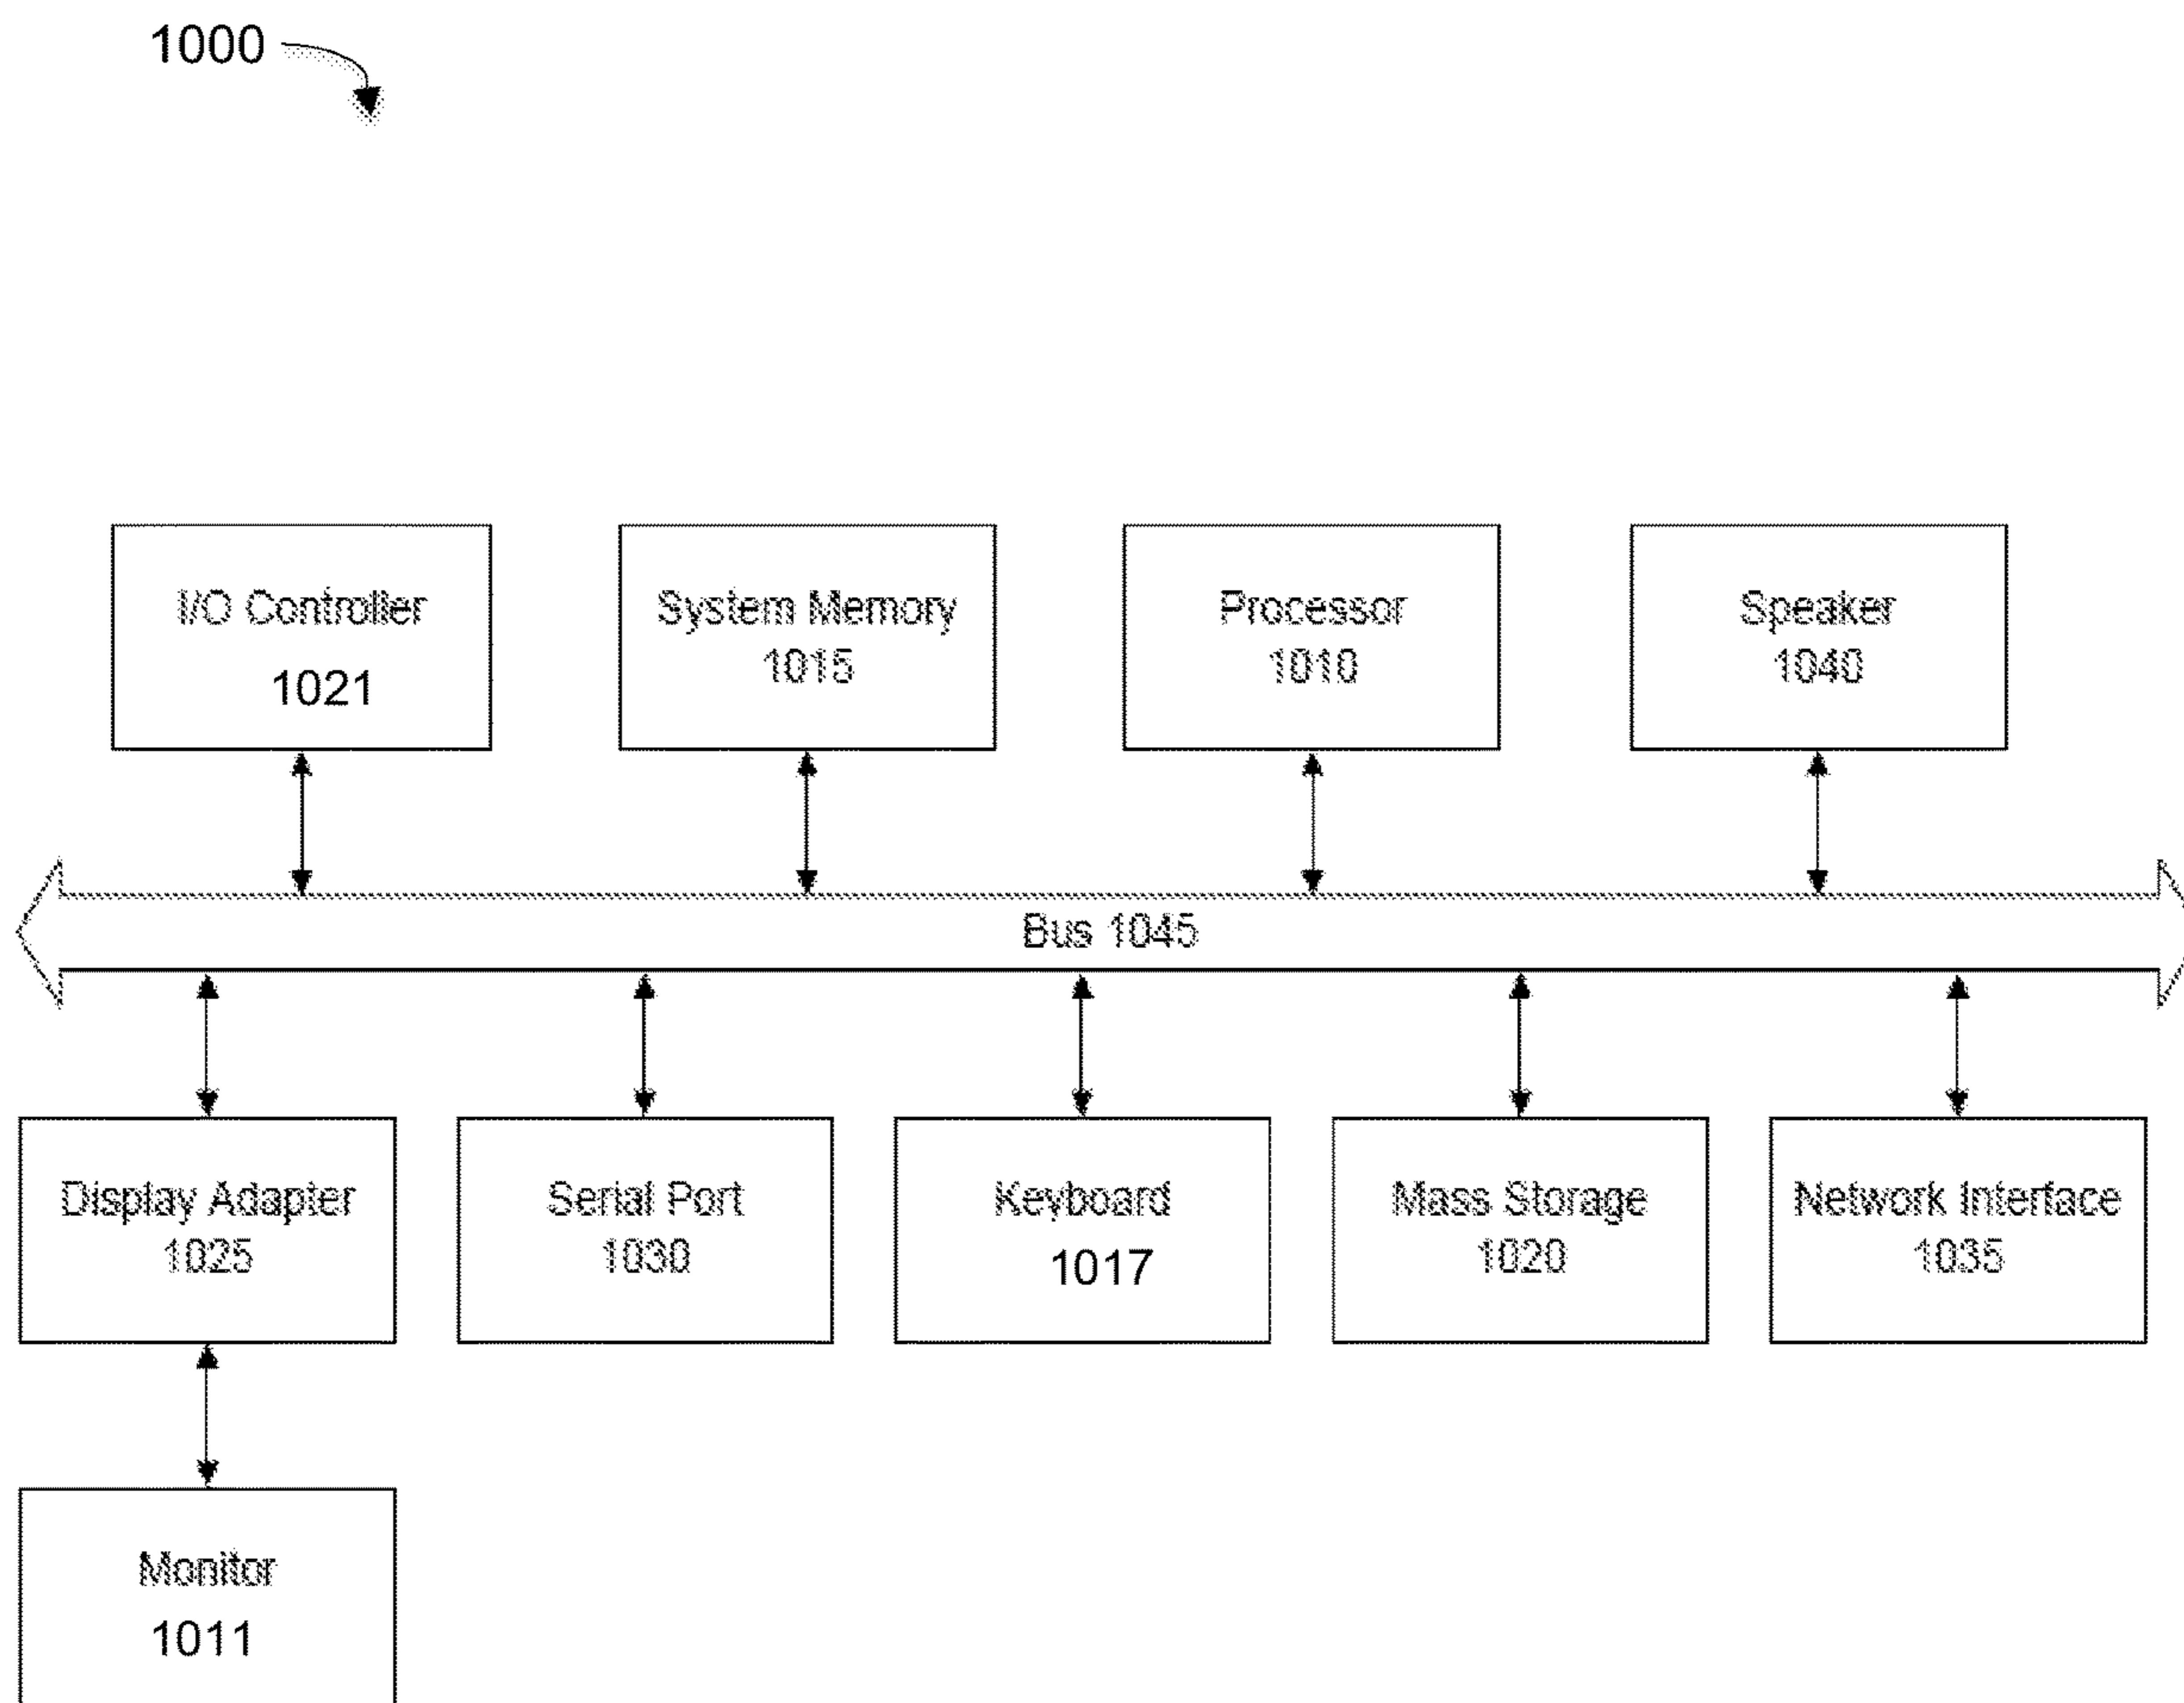 1000
I/O Controller
1021
System Memory
1015
Processor
1010
Speaker
1040
Bus 1045
Display Adapter
1025
Serial Port
1030
Keyboard
1017
Mass Storage
1020
Network Interface
1035
Monitor
1011